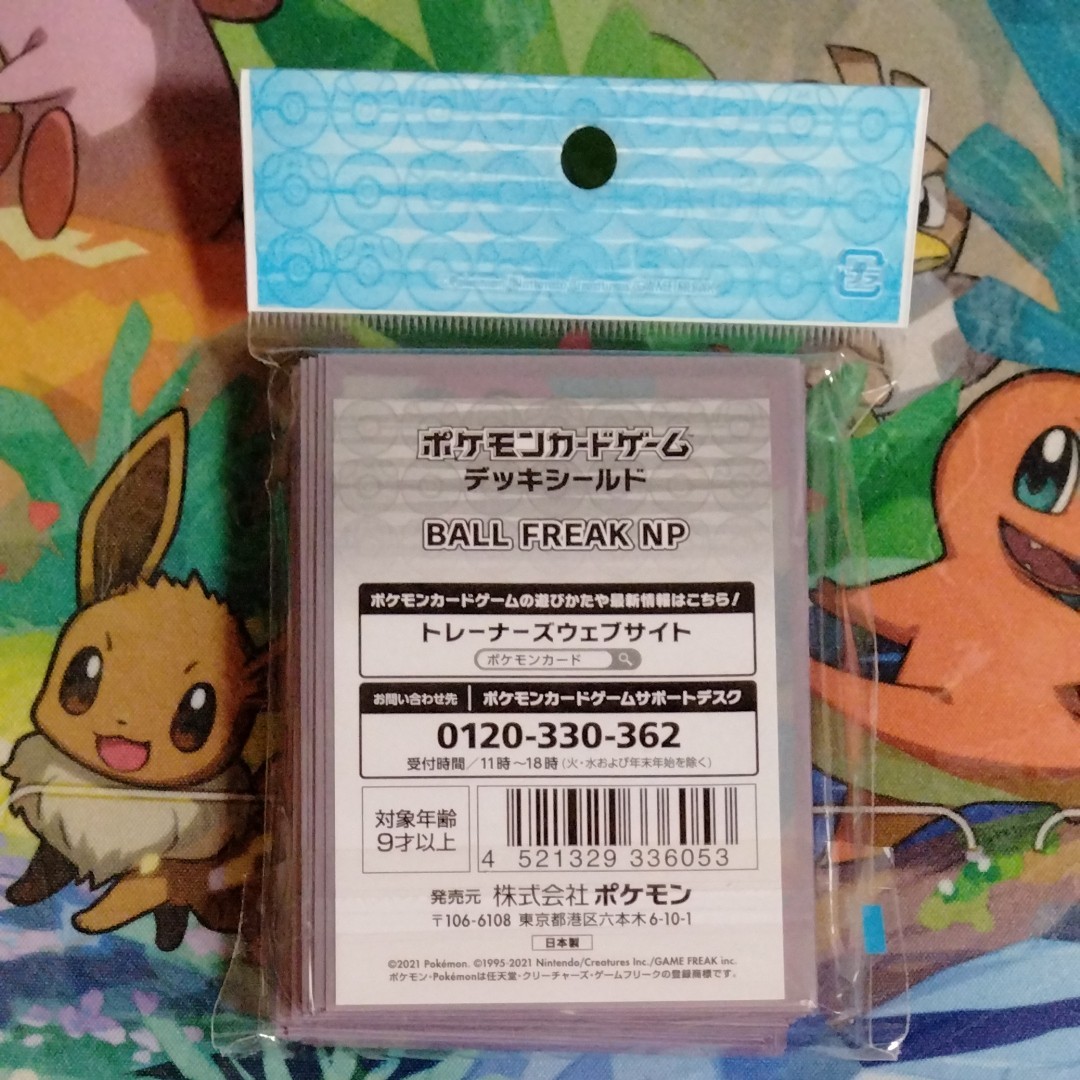 ©Pokémon ©Nintendo/Creatures Inc./GAME FREAK inc.
プラ
ポケモンカードゲーム
デッキシールド
BALL FREAK NP
ポケモンカードゲームの遊びかたや最新情報はこちら!
トレーナーズウェブサイト
ポケモンカード
お問い合わせ先 ポケモンカードゲームサポートデスク
0120-330-362
受付時間/11時~18時(火・水および年末年始を除く)
対象年齢
9才以上
4 521329 336053
発売元 株式会社 ポケモン
〒106-6108 東京都港区六本木6-10-1
日本製
©2021 Pokémon. ©1995-2021 Nintendo/Creatures Inc./GAME FREAK inc.
ポケモン・Pokémonは任天堂・クリーチャーズ・ゲームフリークの登録商標です。